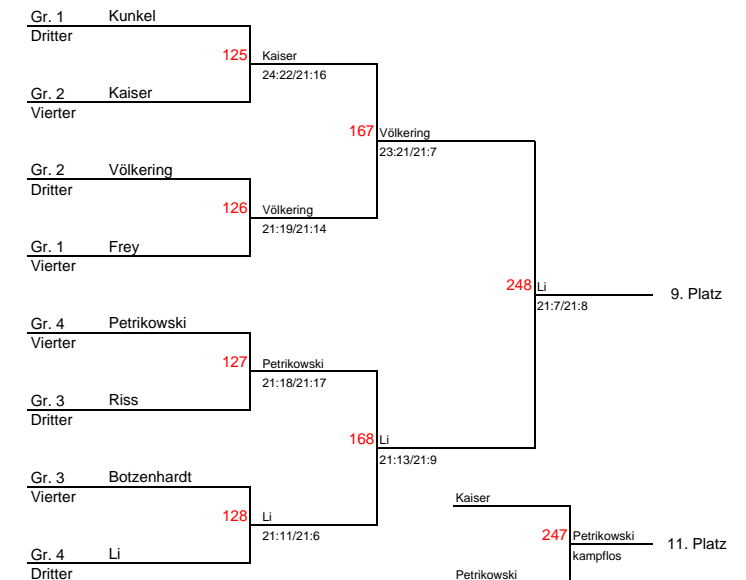 Gr. 1 Kunkel
Dritter
125 Kaiser
24:22/21:16
Gr. 2 Kaiser
Vierter
167 Völkering
23:21/21:7
Gr. 2 Völkering
Dritter
126 Völkering
21:19/21:14
Gr. 1 Frey
Vierter
248 Li 9. Platz
21:7/21:8
Gr. 4 Petrikowski
Vierter
127 Petrikowski
21:18/21:17
Gr. 3 Riss
Dritter
168 Li
21:13/21:9
Gr. 3 Botzenhardt
Vierter
Kaiser
128 Li
21:11/21:6
247 Petrikowski 11. Platz
kampflos
Gr. 4 Li
Dritter
Petrikowski